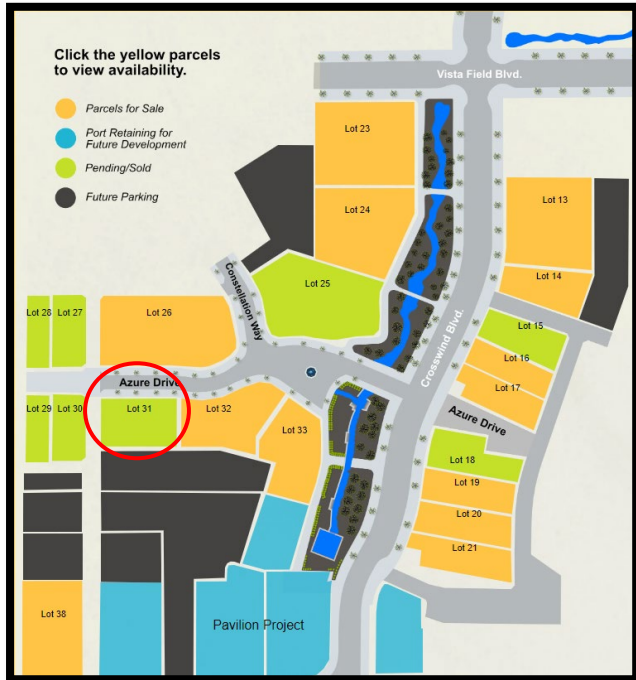 Click the yellow parcels
to view availability.
Parcels for Sale
Port Retaining for
Future Development
Pending/Sold
Future Parking
Vista Field Blvd.
Lot 23
Lot 24
Lot 13
Lot 14
Constellation Way
Lot 25
Lot 28
Lot 27
Lot 26
Crosswind Blvd.
Lot 15
Lot 16
Lot 17
Azure Drive
Lot 29
Lot 30
Lot 31
Lot 32
Lot 33
Azure Drive
Lot 18
Lot 19
Lot 20
Lot 21
Lot 38
Pavilion Project